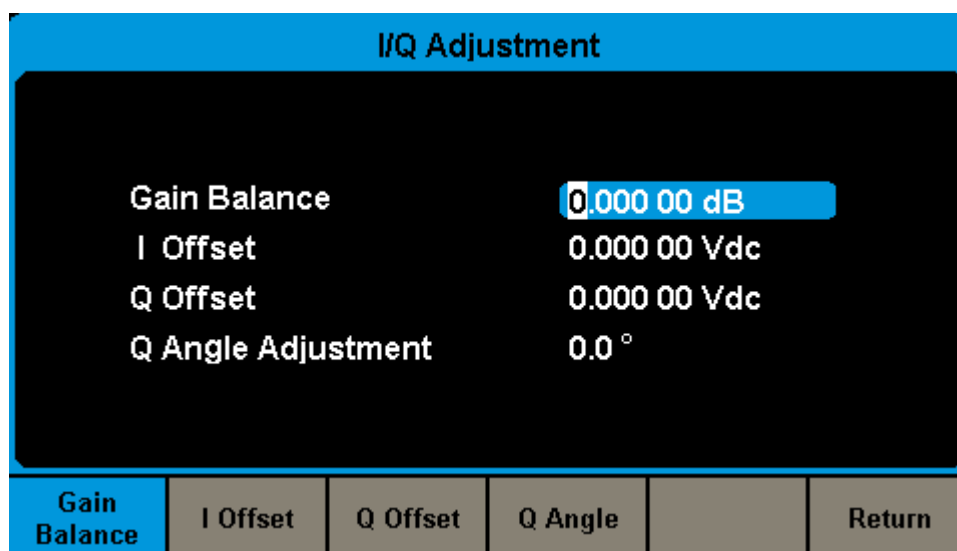 I/Q Adjustment
Gain Balance 0.000 00 dB
I Offset 0.000 00 Vdc
Q Offset 0.000 00 Vdc
Q Angle Adjustment 0.0 °
Gain Balance I Offset Q Offset Q Angle Return